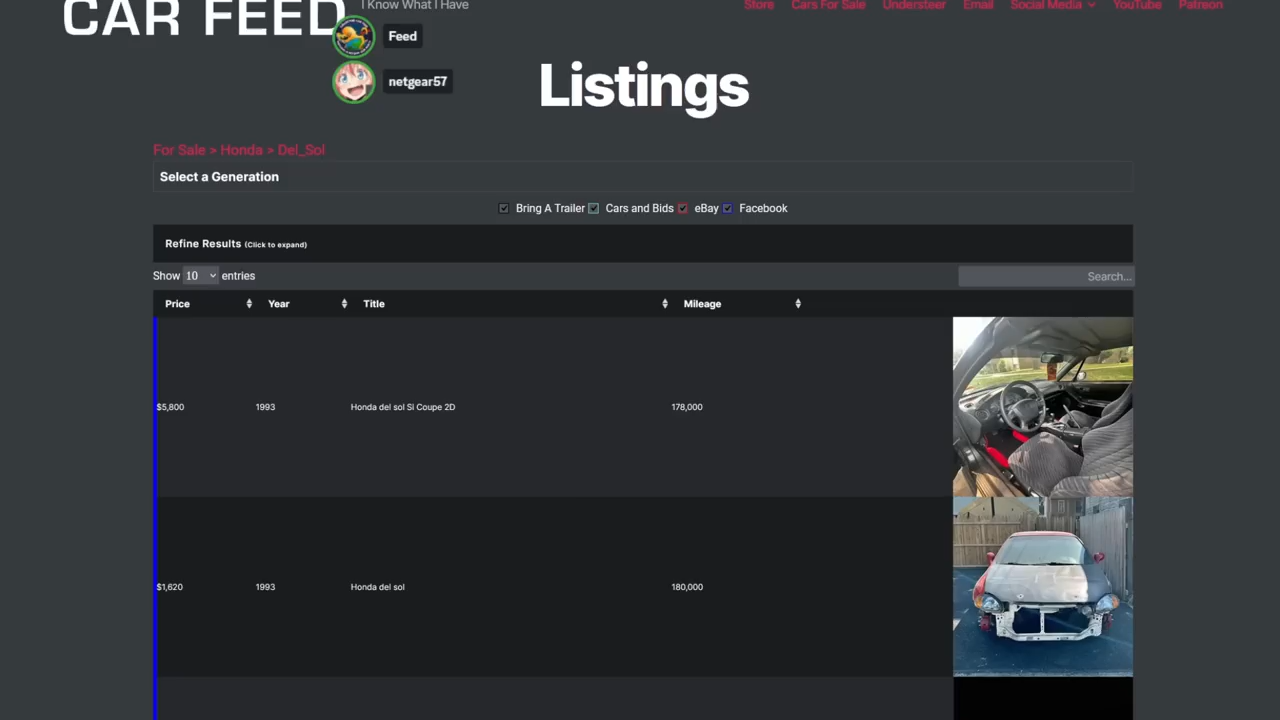 CAR FEED
I Know What I Have
Store Cars For Sale Understeer Email Social Media YouTube Patreon
Feed
netgear57
Listings
For Sale > Honda > Del_Sol
Select a Generation
Bring A Trailer Cars and Bids eBay Facebook
Refine Results (Click to expand)
Show 10 entries
Search...
Price Year Title Mileage
$5,800 1993 Honda del sol Si Coupe 2D 178,000
$1,620 1993 Honda del sol 180,000